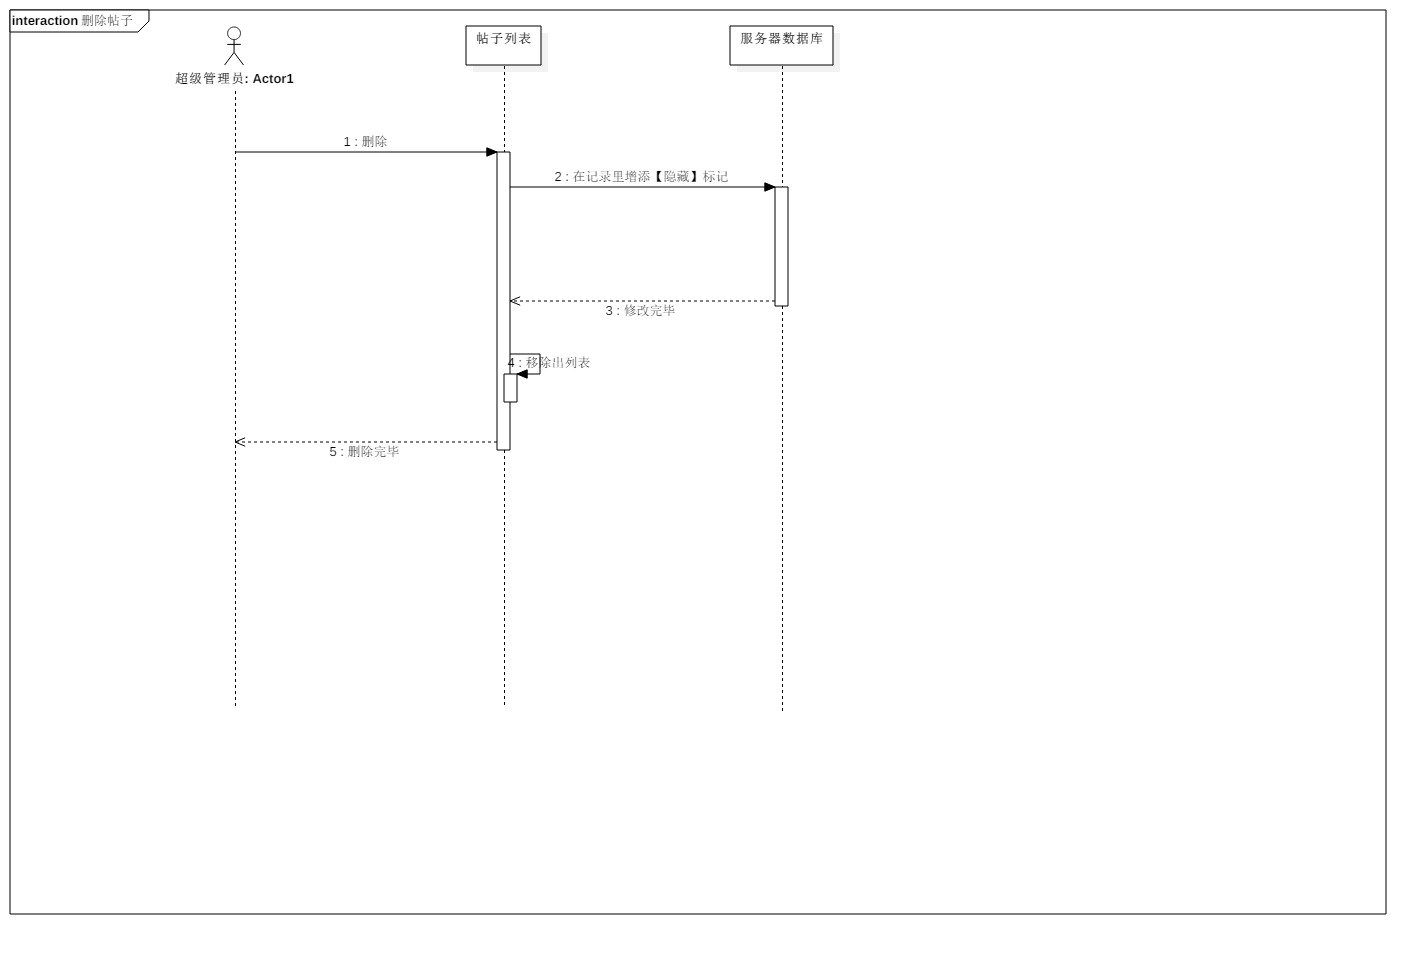 interaction 删除帖子
超级管理员: Actor1
帖子列表
服务器数据库
1 : 删除
2 : 在记录里增添【隐藏】标记
3 : 修改完毕
4 : 移除出列表
5 : 删除完毕